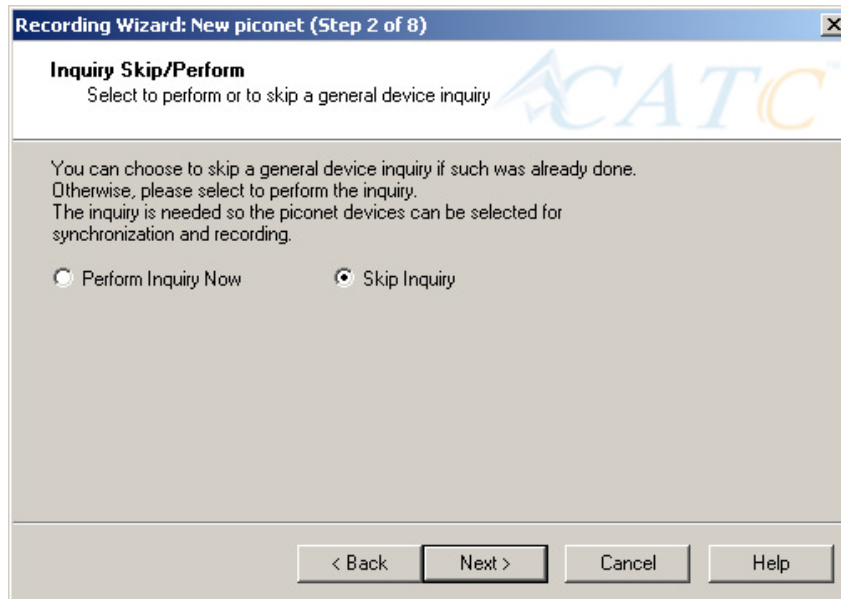 Recording Wizard: New piconet (Step 2 of 8)
Inquiry Skip/Perform
Select to perform or to skip a general device inquiry
CATC
You can choose to skip a general device inquiry if such was already done.
Otherwise, please select to perform the inquiry.
The inquiry is needed so the piconet devices can be selected for
synchronization and recording.
Perform Inquiry Now Skip Inquiry
< Back Next > Cancel Help